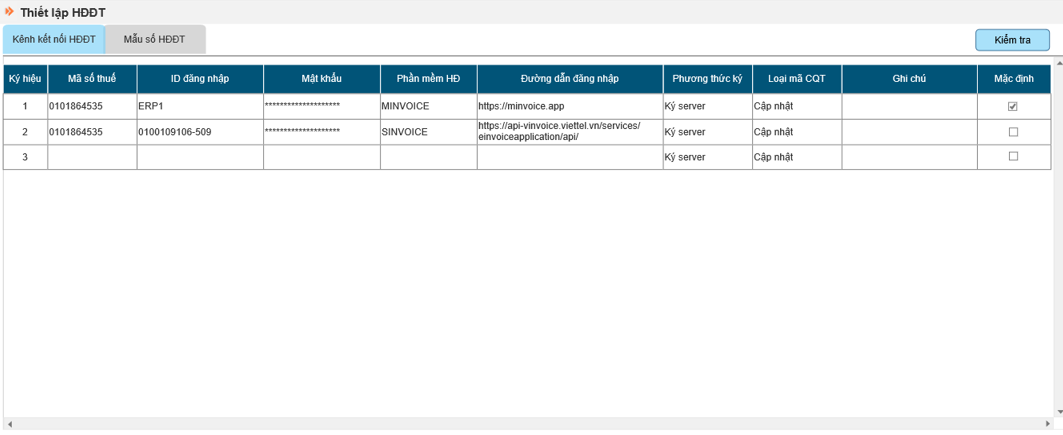 Thiết lập HĐĐT
Kênh kết nối HĐĐT Mẫu số HĐĐT Kiểm tra
Ký hiệu Mã số thuế ID đăng nhập Mật khẩu Phần mềm HĐ Đường dẫn đăng nhập Phương thức ký Loại mã CQT Ghi chú Mặc định
1 0101864535 ERP1 ******************** MINVOICE https://minvoice.app Ký server Cập nhật
2 0101864535 0100109106-509 ******************** SINVOICE https://api-vinvoice.viettel.vn/services/
einvoiceapplication/api/ Ký server Cập nhật
3 Ký server Cập nhật